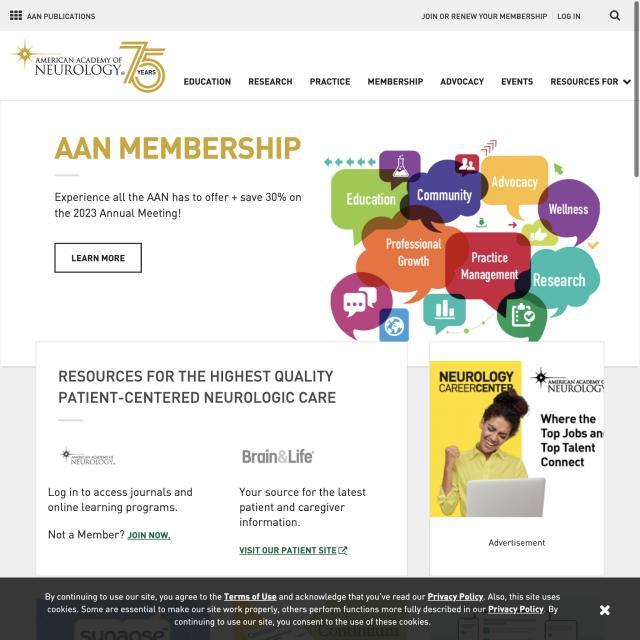 AAN PUBLICATIONS
JOIN OR RENEW YOUR MEMBERSHIP
LOG IN
AMERICAN ACADEMY OF
NEUROLOGY®
75
YEARS
EDUCATION
RESEARCH
PRACTICE
MEMBERSHIP
ADVOCACY
EVENTS
RESOURCES FOR
AAN MEMBERSHIP
Experience all the AAN has to offer + save 30% on
the 2023 Annual Meeting!
LEARN MORE
Education
Community
Advocacy
Wellness
Professional
Growth
Practice
Management
Research
RESOURCES FOR THE HIGHEST QUALITY
PATIENT-CENTERED NEUROLOGIC CARE
AMERICAN ACADEMY OF
NEUROLOGY®
Log in to access journals and
online learning programs.
Not a Member? JOIN NOW.
Brain&Life®
Your source for the latest
patient and caregiver
information.
VISIT OUR PATIENT SITE
NEUROLOGY
CAREERCENTER
AMERICAN ACADEMY O
NEUROLOGY
Where the
Top Jobs an
Top Talent
Connect
Advertisement
By continuing to use our site, you agree to the Terms of Use and acknowledge that you've read our Privacy Policy. Also, this site uses
cookies. Some are essential to make our site work properly, others perform functions more fully described in our Privacy Policy. By
continuing to use our site, you consent to the use of these cookies.
Continuum